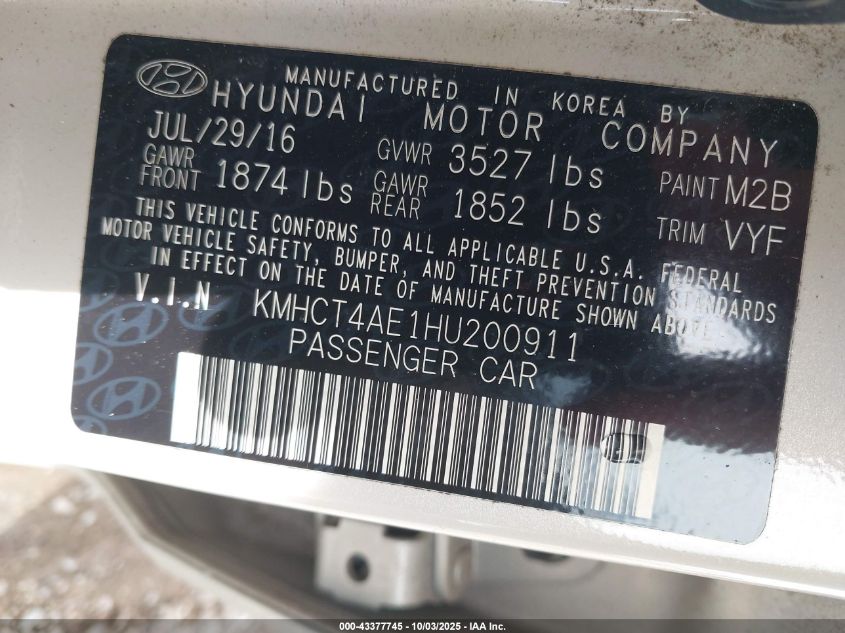 MANUFACTURED IN KOREA BY
HYUNDAI MOTOR COMPANY
JUL/29/16 GVWR 3527 lbs PAINT M2B
GAWR FRONT 1874 lbs GAWR REAR 1852 lbs TRIM VYF
THIS VEHICLE CONFORMS TO ALL APPLICABLE U.S.A. FEDERAL
MOTOR VEHICLE SAFETY, BUMPER, AND THEFT PREVENTION STANDARDS
IN EFFECT ON THE DATE OF MANUFACTURE SHOWN ABOVE.
V.I.N KMHCT4AE1HU200911
PASSENGER CAR
000-43377745 - 10/03/2025 - IAA Inc.